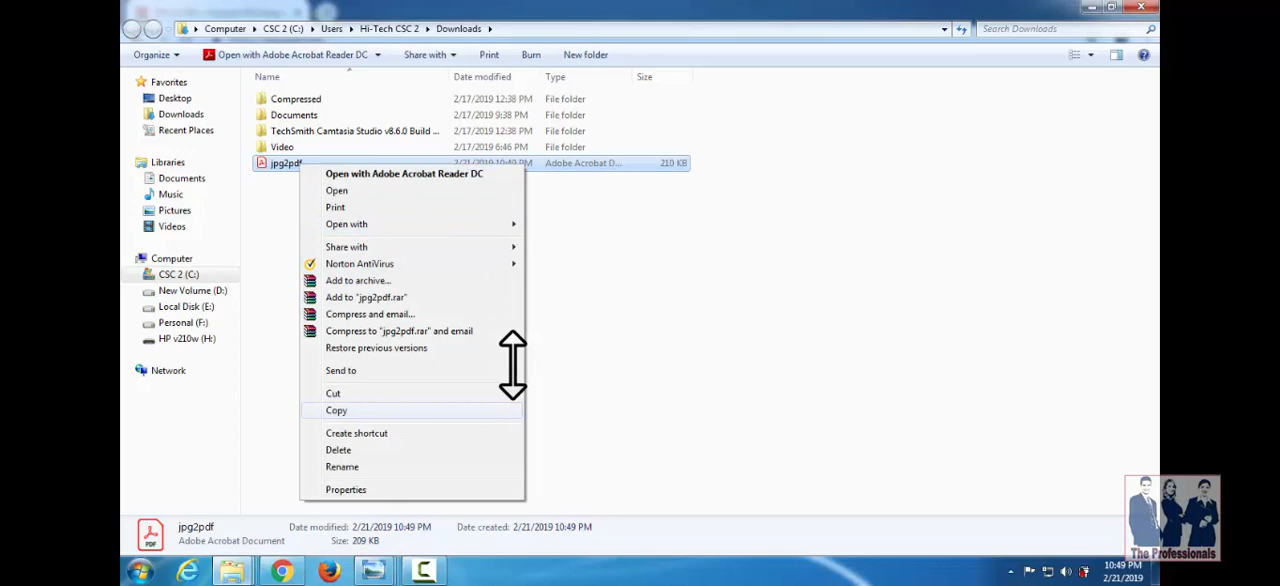 Computer ▸ CSC 2 (C:) ▸ Users ▸ Hi-Tech CSC 2 ▸ Downloads ▸
Search Downloads
Organize Open with Adobe Acrobat Reader DC Share with Print Burn New folder
Name Date modified Type Size
Favorites
Desktop
Downloads
Recent Places
Libraries
Documents
Music
Pictures
Videos
Computer
CSC 2 (C:)
New Volume (D:)
Local Disk (E:)
Personal (F:)
HP v210w (H:)
Network
Compressed 2/17/2019 12:38 PM File folder
Documents 2/17/2019 9:38 PM File folder
TechSmith Camtasia Studio v8.6.0 Build ... 2/17/2019 12:38 PM File folder
Video 2/17/2019 6:46 PM File folder
jpg2pdf 2/21/2019 10:49 PM Adobe Acrobat D... 210 KB
Open with Adobe Acrobat Reader DC
Open
Print
Open with
Share with
Norton AntiVirus
Add to archive...
Add to "jpg2pdf.rar"
Compress and email...
Compress to "jpg2pdf.rar" and email
Restore previous versions
Send to
Cut
Copy
Create shortcut
Delete
Rename
Properties
jpg2pdf Date modified: 2/21/2019 10:49 PM Date created: 2/21/2019 10:49 PM
Adobe Acrobat Document Size: 209 KB
PDF
The Professionals
10:49 PM
2/21/2019